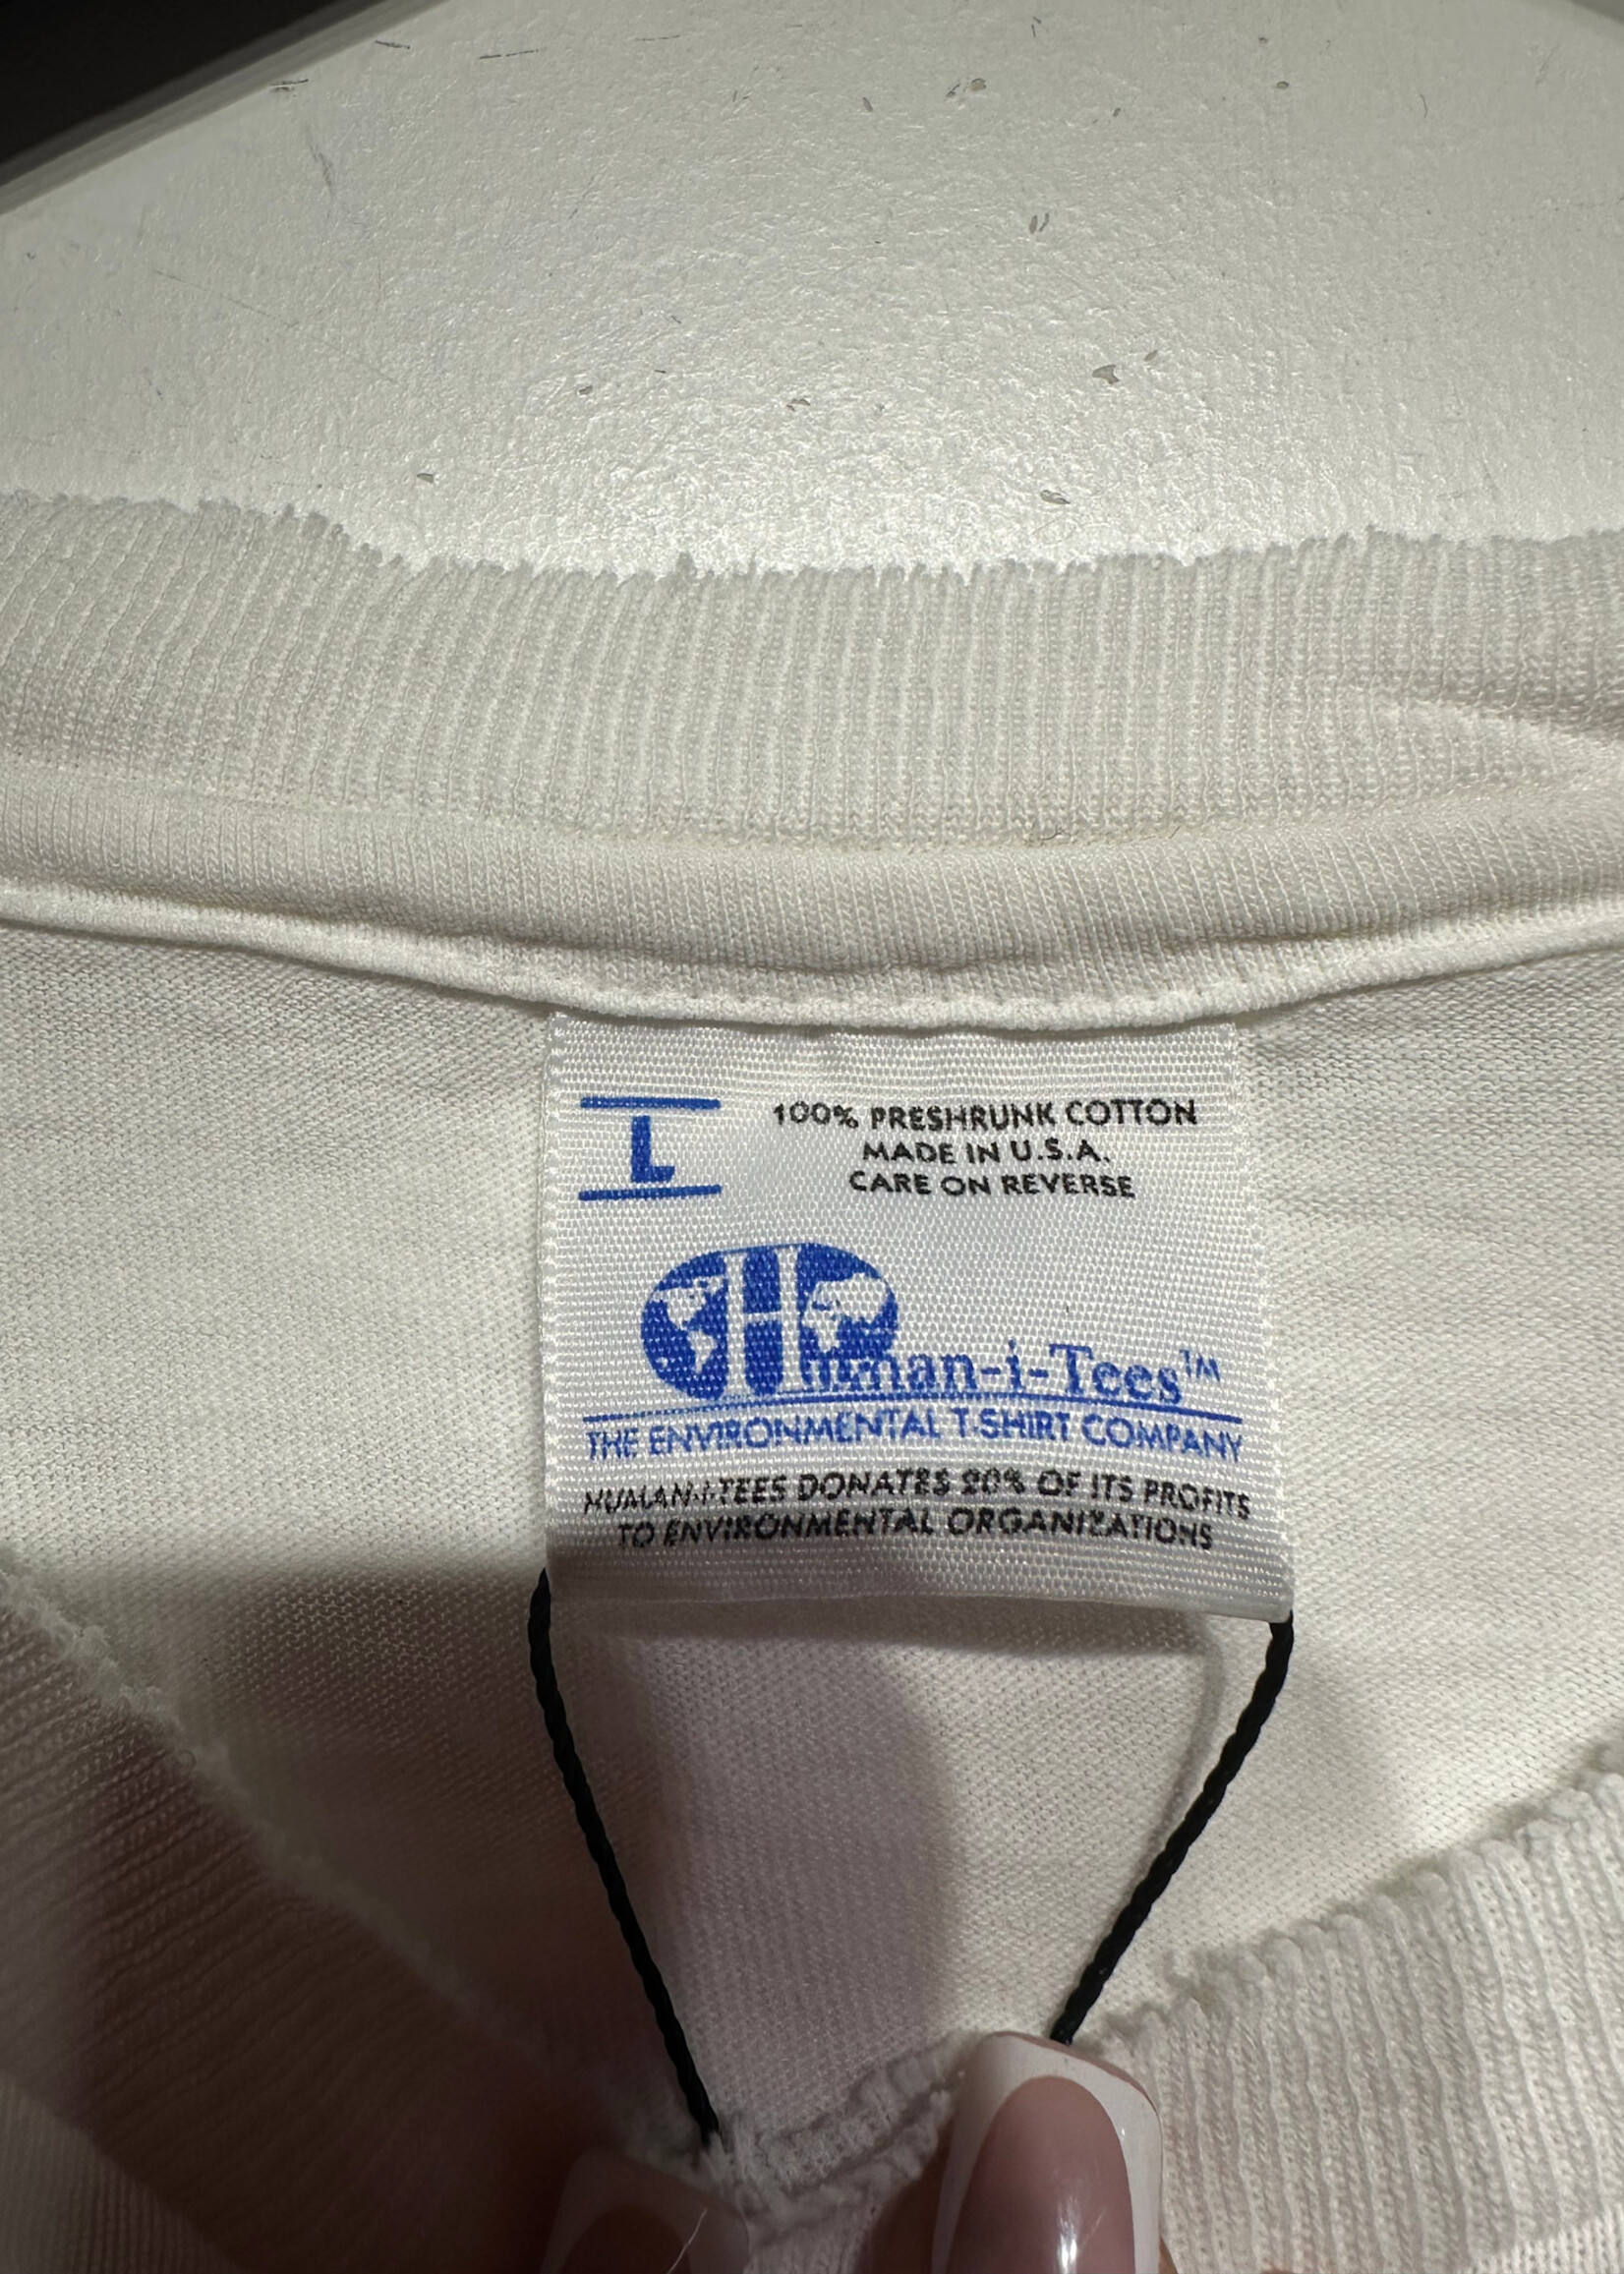 L
100% PRESHRUNK COTTON
MADE IN U.S.A.
CARE ON REVERSE
Human-i-Tees™
THE ENVIRONMENTAL T-SHIRT COMPANY
HUMAN-I-TEES DONATES 20% OF ITS PROFITS
TO ENVIRONMENTAL ORGANIZATIONS